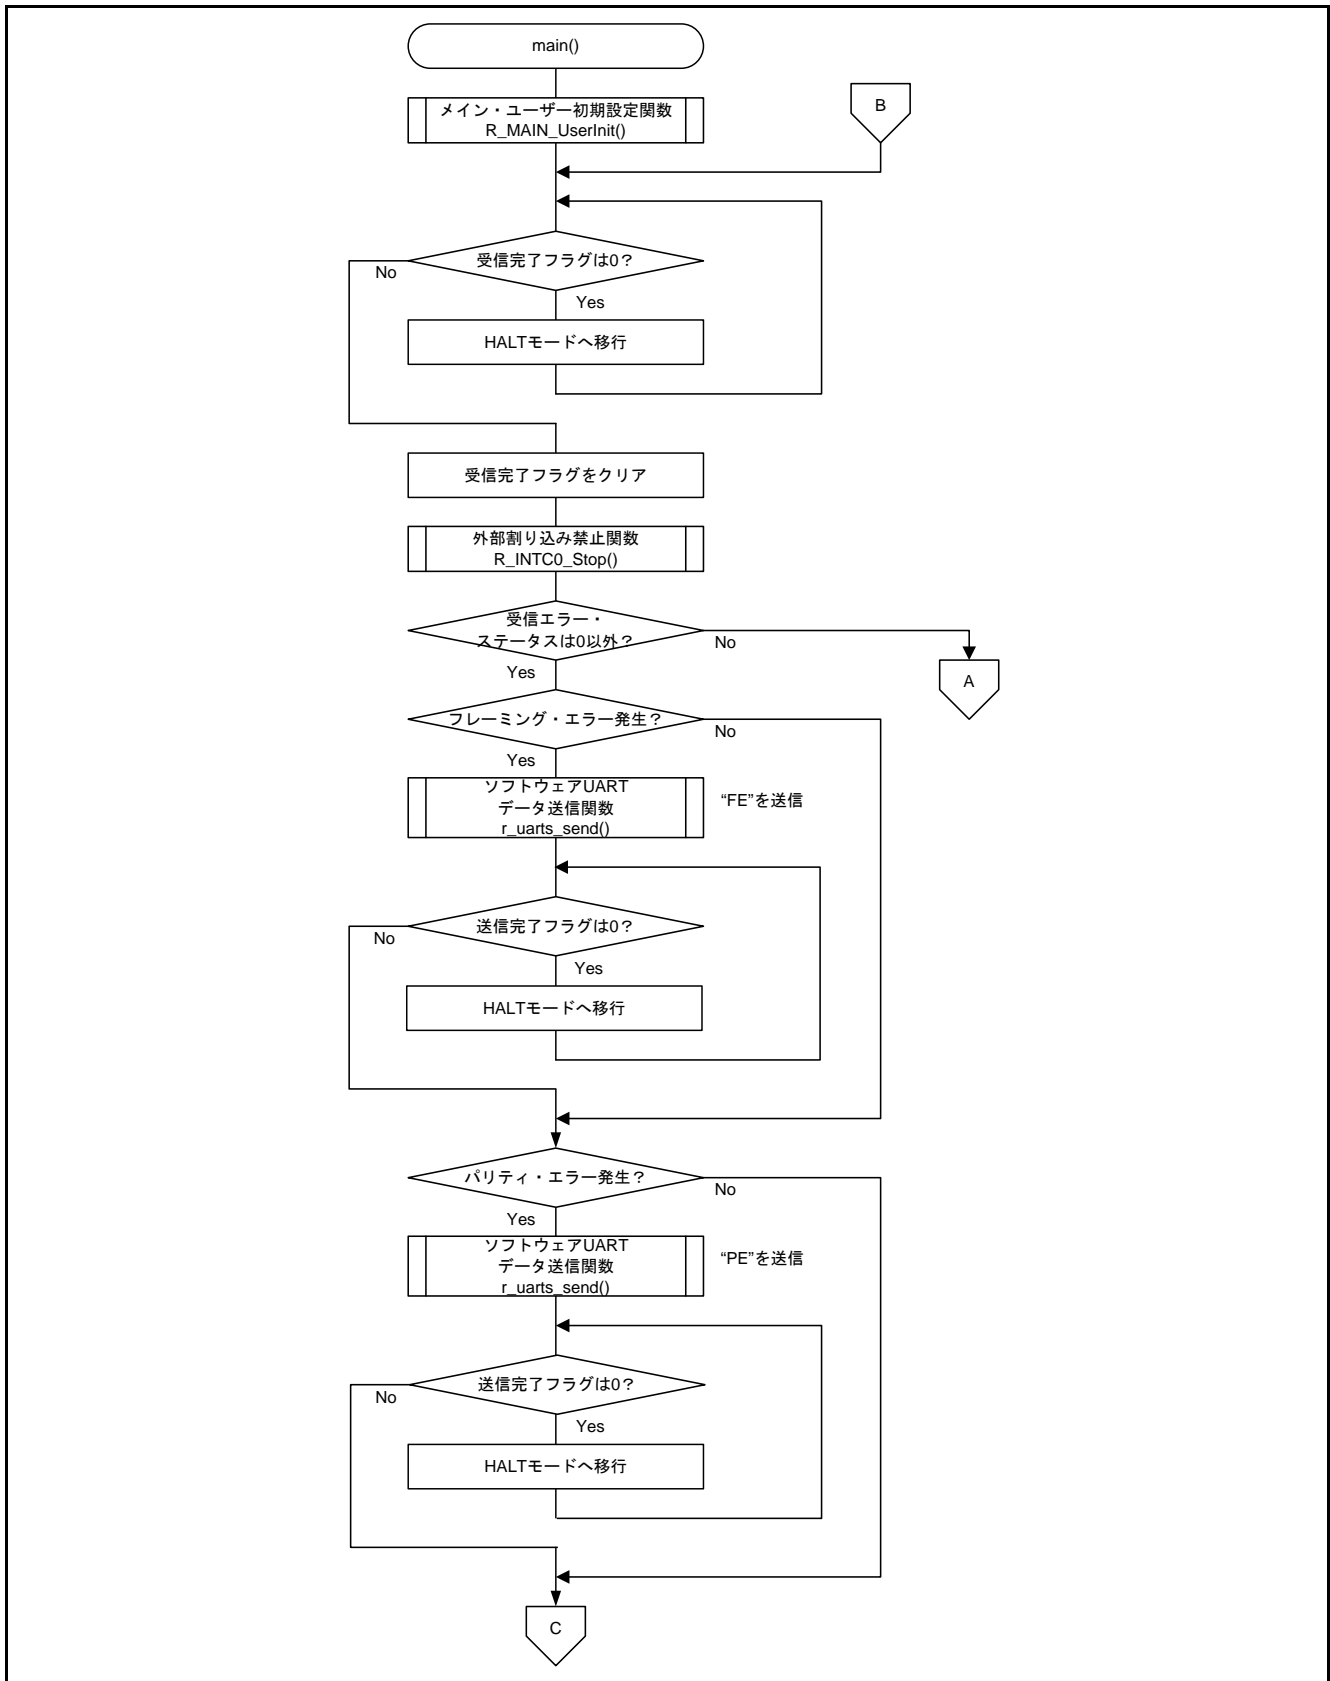 main()
メイン・ユーザー初期設定関数
R_MAIN_UserInit()
B
受信完了フラグは0？
No
Yes
HALTモードへ移行
受信完了フラグをクリア
外部割り込み禁止関数
R_INTC0_Stop()
受信エラー・
ステータスは0以外？
No
Yes
A
フレーミング・エラー発生？
No
Yes
ソフトウェアUART
データ送信関数
r_uarts_send()
“FE”を送信
送信完了フラグは0？
No
Yes
HALTモードへ移行
パリティ・エラー発生？
No
Yes
ソフトウェアUART
データ送信関数
r_uarts_send()
“PE”を送信
送信完了フラグは0？
No
Yes
HALTモードへ移行
C